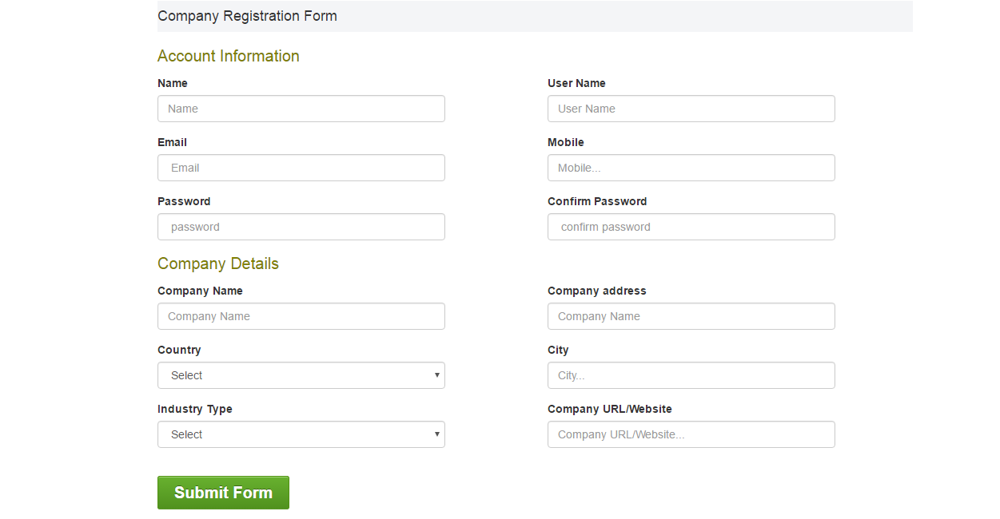 Company Registration Form
Account Information
Name
User Name
Name
User Name
Email
Mobile
Email
Mobile...
Password
Confirm Password
password
confirm password
Company Details
Company Name
Company address
Company Name
Company Name
Country
City
Select
City...
Industry Type
Company URL/Website
Select
Company URL/Website...
Submit Form